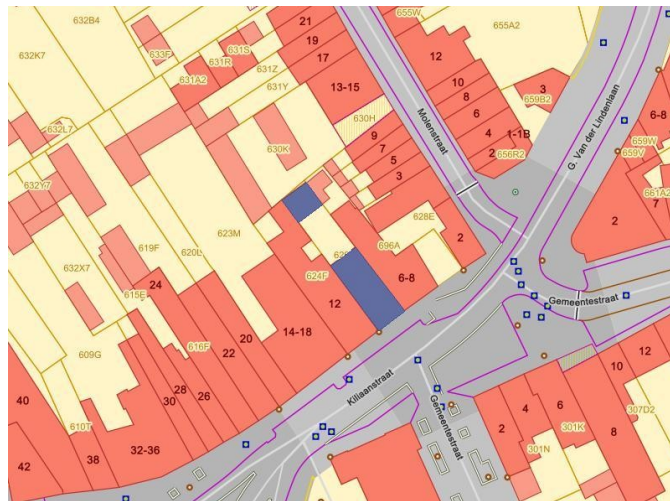 632B4
632K7
633F
631S
631R
631A2
631Z
631Y
632L7
630K
630H
632Y7
619F
620L
623M
632X7
615E
24
616F
609G
610T
624F
696A
628E
21
19
17
13-15
9
7
5
3
2
6-8
12
14-18
20
22
26
28
30
32-36
38
40
42
Molenstraat
655W
655A2
12
10
8
6
4
2
1-1B
656R2
3
659B2
G. Van der Lindenlaan
6-8
659W
659V
661A2
7
2
Gemeentestraat
Kiliaanstraat
Gemeentestraat
2
4
6
8
10
12
301N
301K
307D2